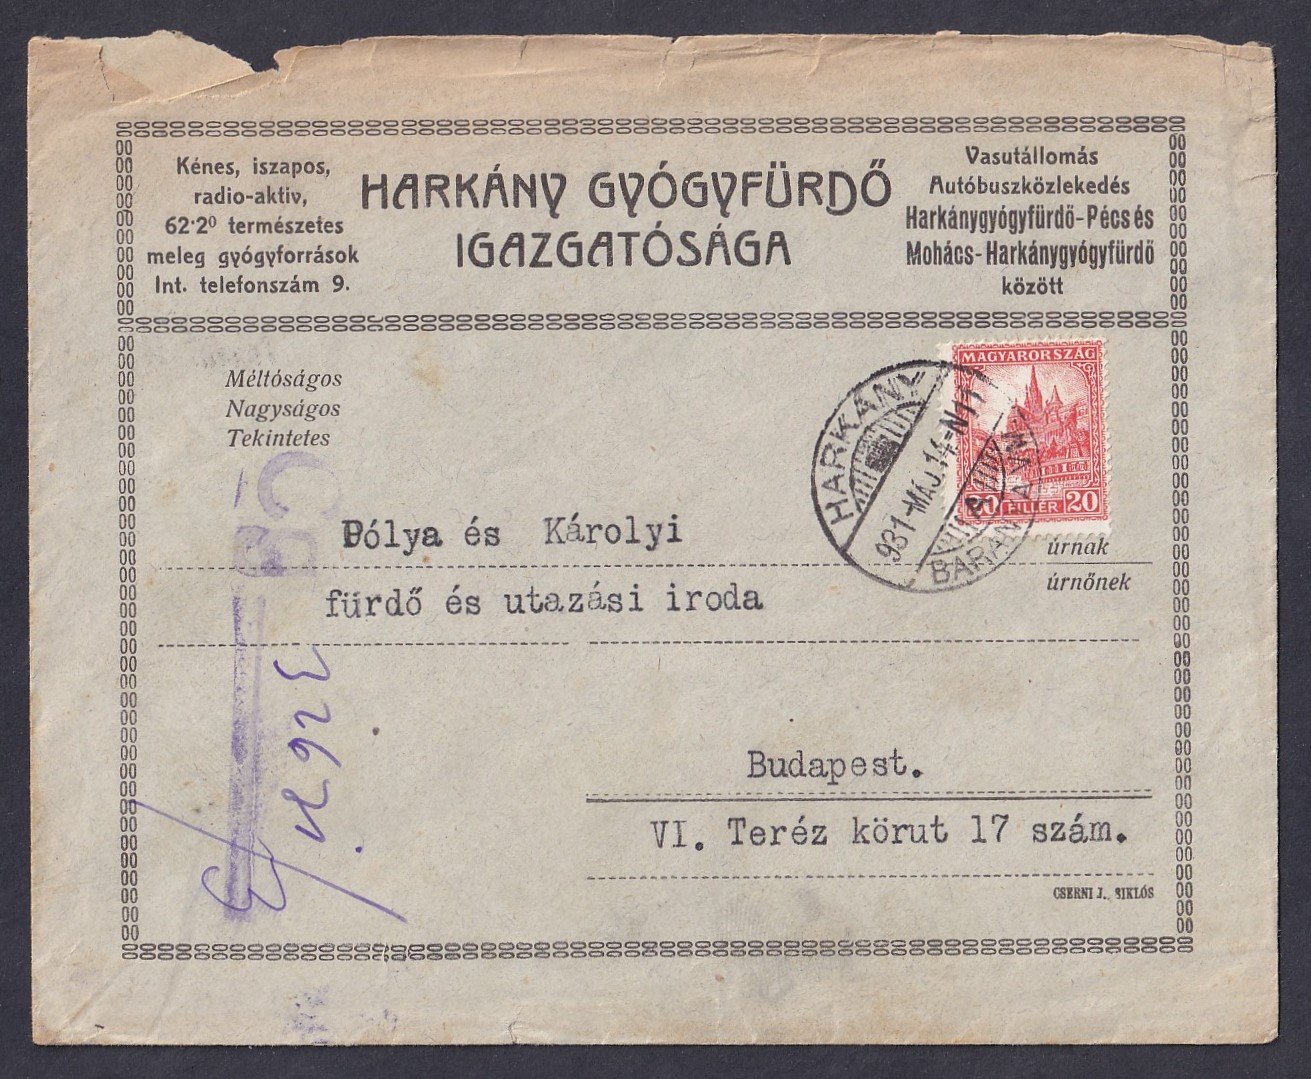 Kénes, iszapos,
radio-aktiv,
62·2⁰ természetes
meleg gyógyforrások
Int. telefonszám 9.
HARKÁNY GYÓGYFÜRDŐ
IGAZGATÓSÁGA
Vasutállomás
Autóbuszközlekedés
Harkánygyógyfürdő-Pécs és
Mohács-Harkánygyógyfürdő
között
Méltóságos
Nagyságos
Tekintetes
MAGYARORSZÁG
20 FILLÉR 20
HARKÁNY
931-MÁJ.14-N11
Pólya és Károlyi
úrnak
fürdő és utazási iroda
úrnőnek
Budapest.
VI. Teréz körut 17 szám.
CSERNI J., SIKLÓS